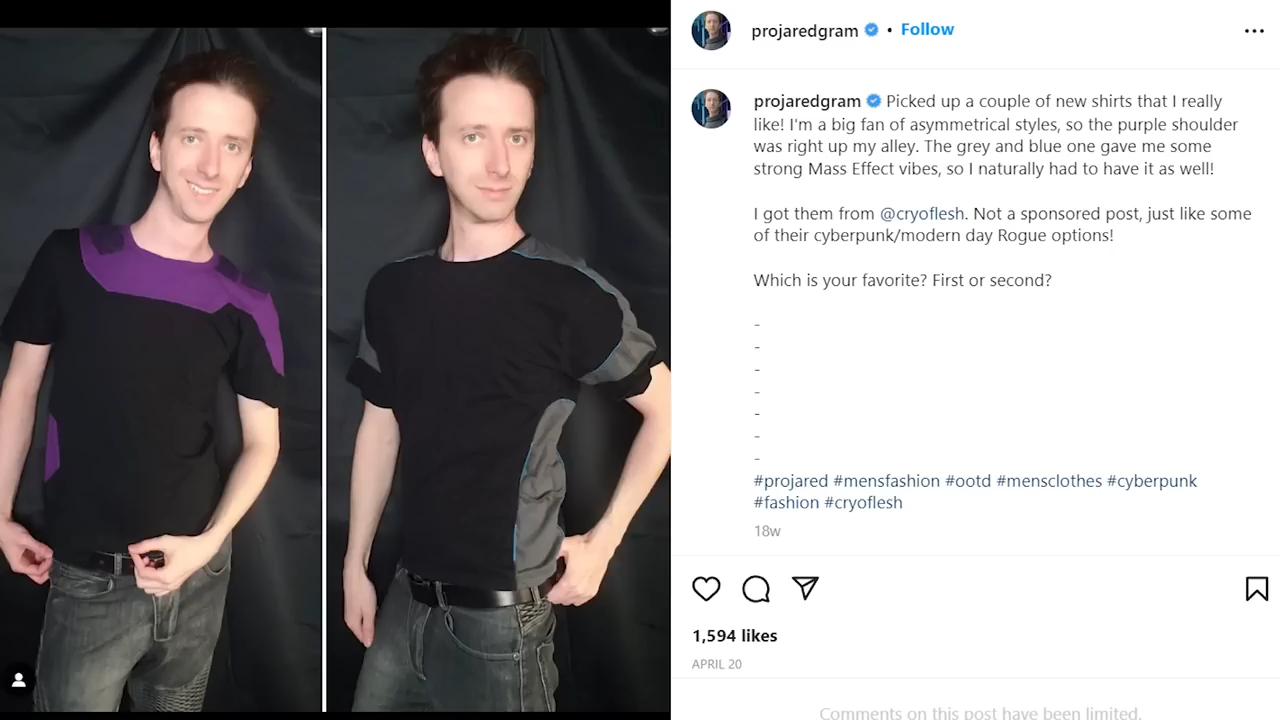 projaredgram • Follow
projaredgram Picked up a couple of new shirts that I really
like! I'm a big fan of asymmetrical styles, so the purple shoulder
was right up my alley. The grey and blue one gave me some
strong Mass Effect vibes, so I naturally had to have it as well!
I got them from @cryoflesh. Not a sponsored post, just like some
of their cyberpunk/modern day Rogue options!
Which is your favorite? First or second?
-
-
-
-
-
-
-
#projared #mensfashion #ootd #mensclothes #cyberpunk
#fashion #cryoflesh
18w
1,594 likes
APRIL 20
Comments on this post have been limited.